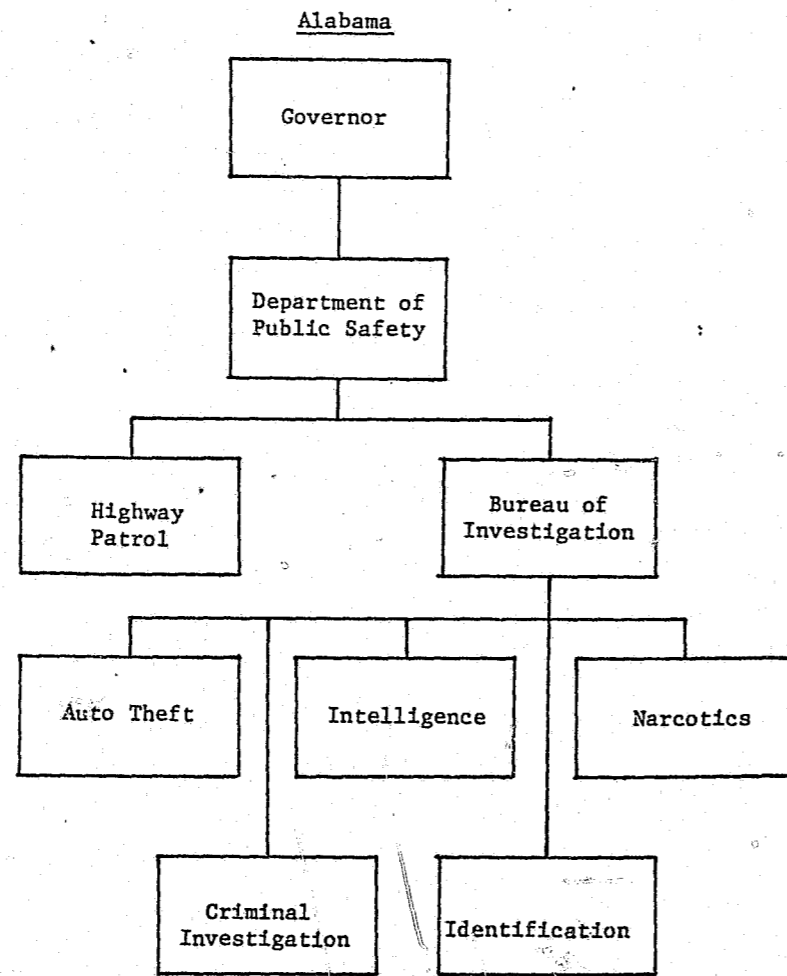 Alabama
Governor
Department of
Public Safety
Highway
Patrol
Bureau of
Investigation
Auto Theft
Intelligence
Narcotics
Criminal
Investigation
Identification